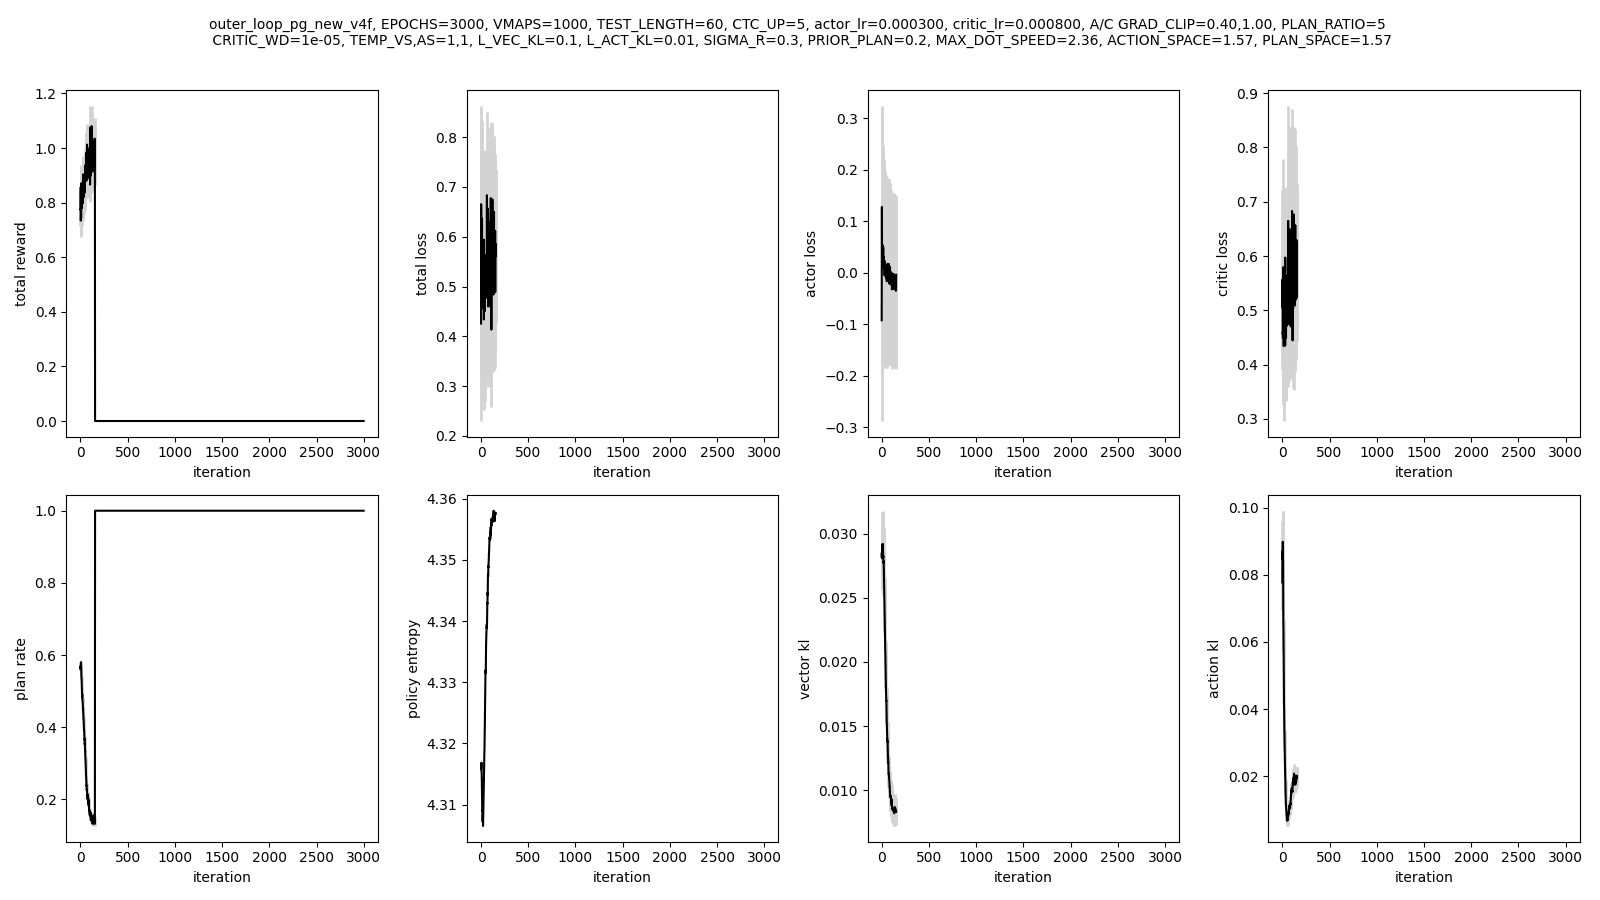 outer_loop_pg_new_v4f, EPOCHS=3000, VMAPS=1000, TEST_LENGTH=60, CTC_UP=5, actor_lr=0.000300, critic_lr=0.000800, A/C GRAD_CLIP=0.40,1.00, PLAN_RATIO=5
CRITIC_WD=1e-05, TEMP_VS,AS=1,1, L_VEC_KL=0.1, L_ACT_KL=0.01, SIGMA_R=0.3, PRIOR_PLAN=0.2, MAX_DOT_SPEED=2.36, ACTION_SPACE=1.57, PLAN_SPACE=1.57
total reward
1.2
1.0
0.8
0.6
0.4
0.2
0.0
0 500 1000 1500 2000 2500 3000
iteration
total loss
0.8
0.7
0.6
0.5
0.4
0.3
0.2
0 500 1000 1500 2000 2500 3000
iteration
actor loss
0.3
0.2
0.1
0.0
−0.1
−0.2
−0.3
0 500 1000 1500 2000 2500 3000
iteration
critic loss
0.9
0.8
0.7
0.6
0.5
0.4
0.3
0 500 1000 1500 2000 2500 3000
iteration
plan rate
1.0
0.8
0.6
0.4
0.2
0 500 1000 1500 2000 2500 3000
iteration
policy entropy
4.36
4.35
4.34
4.33
4.32
4.31
0 500 1000 1500 2000 2500 3000
iteration
vector kl
0.030
0.025
0.020
0.015
0.010
0 500 1000 1500 2000 2500 3000
iteration
action kl
0.10
0.08
0.06
0.04
0.02
0 500 1000 1500 2000 2500 3000
iteration